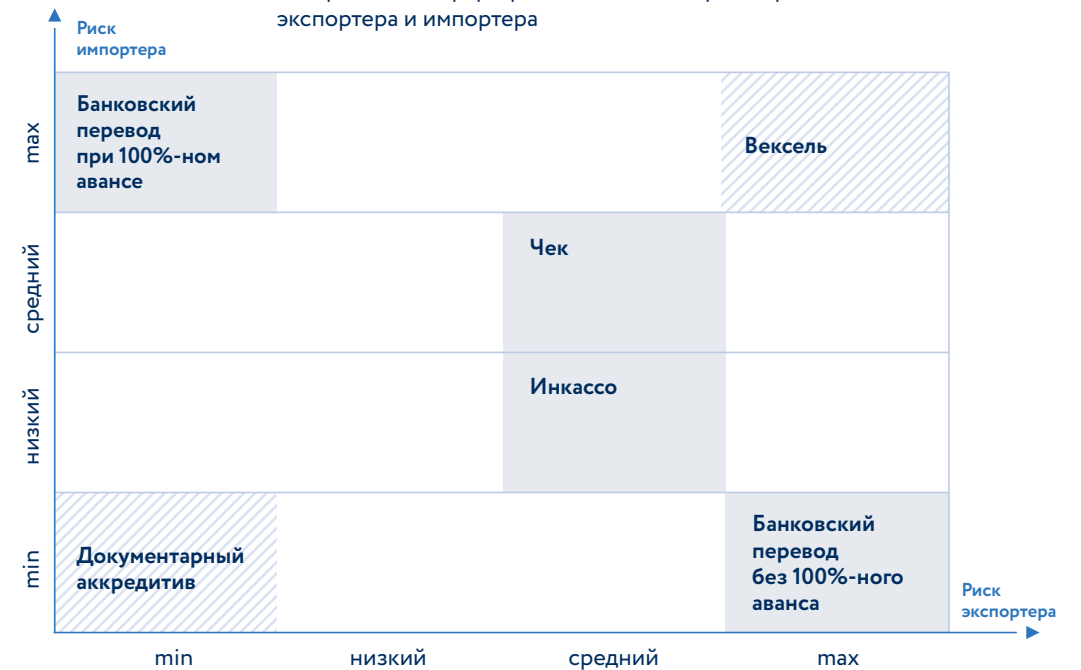 экспортера и импортера
Риск
импортера
max
Банковский
перевод
при 100%-ном
авансе
Вексель
средний
Чек
низкий
Инкассо
min
Документарный
аккредитив
Банковский
перевод
без 100%-ного
аванса
Риск
экспортера
min
низкий
средний
max